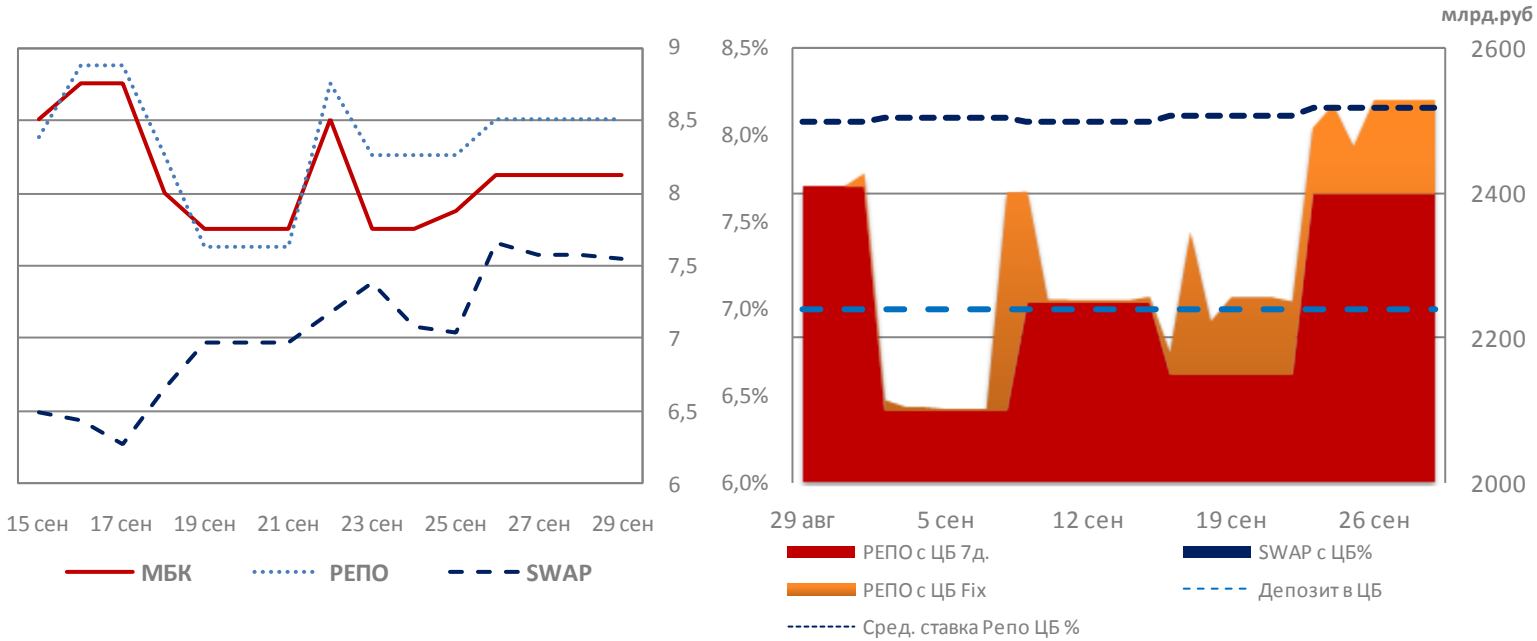 млрд.руб
9
8,5
8
7,5
7
6,5
6
15 сен 17 сен 19 сен 21 сен 23 сен 25 сен 27 сен 29 сен
МБК РЕПО SWAP
8,5%
8,0%
7,5%
7,0%
6,5%
6,0%
2600
2400
2200
2000
29 авг 5 сен 12 сен 19 сен 26 сен
РЕПО с ЦБ 7д. SWAP с ЦБ%
РЕПО с ЦБ Fix Депозит в ЦБ
Сред. ставка Репо ЦБ %